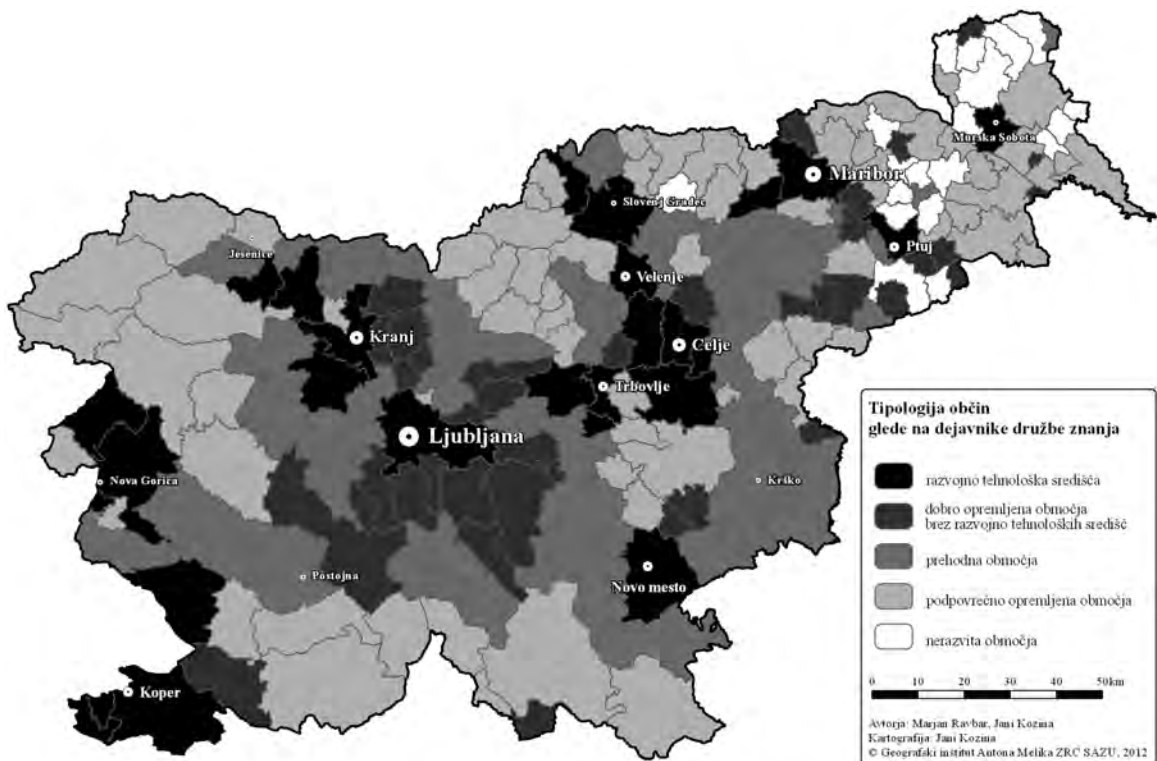 Murska Sobota
Maribor
Slovenj Gradec
Ptuj
Jesenice
Velenje
Kranj
Celje
Trbovlje
Ljubljana
Nova Gorica
Krško
Postojna
Novo mesto
Koper
Tipologija občin
glede na dejavnike družbe znanja
razvojno tehnološka središča
dobro opremljena območja
brez razvojno tehnoloških središč
prehodna območja
podpovrečno opremljena območja
nerazvita območja
0 10 20 30 40 50km
Avtorja: Marjan Ravbar, Jani Kozina
Kartografija: Jani Kozina
© Geografski inštitut Antona Melika ZRC SAZU, 2012